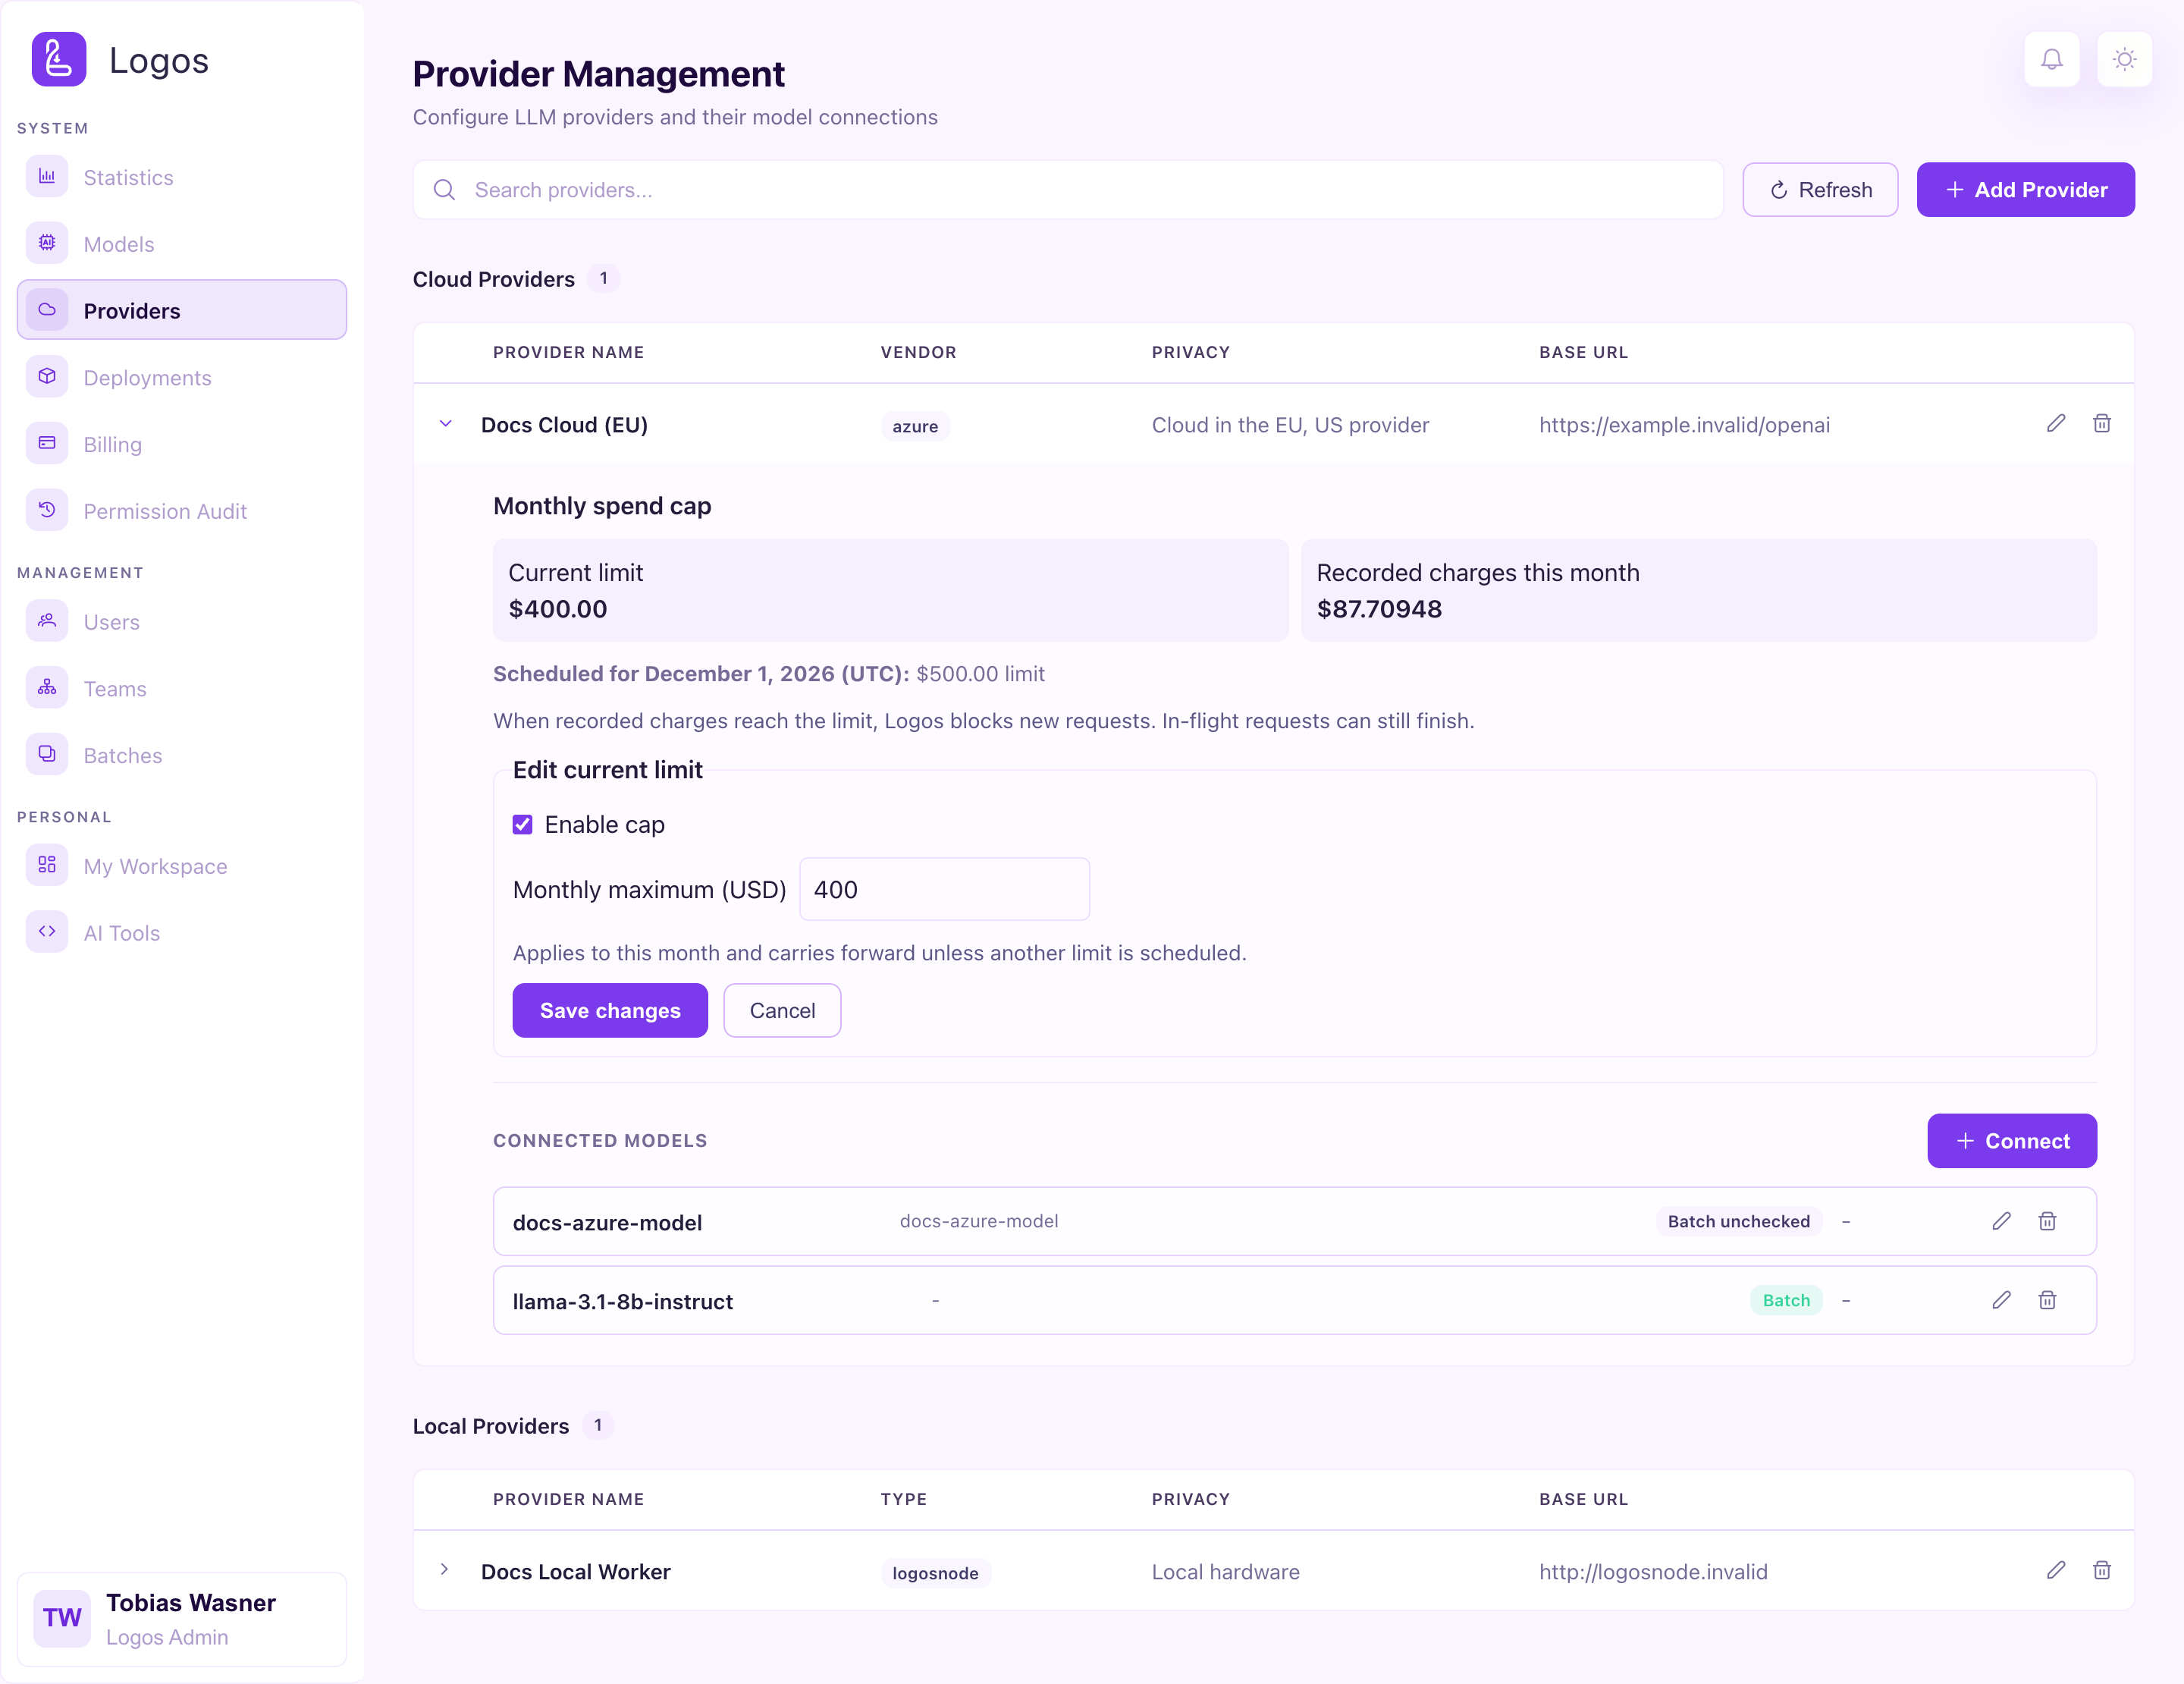 Logos
SYSTEM
Statistics
Models
Providers
Deployments
Billing
Permission Audit
MANAGEMENT
Users
Teams
Batches
PERSONAL
My Workspace
AI Tools
TW
Tobias Wasner
Logos Admin
Provider Management
Configure LLM providers and their model connections
Search providers...
Refresh
Add Provider
Cloud Providers 1
PROVIDER NAME VENDOR PRIVACY BASE URL
Docs Cloud (EU) azure Cloud in the EU, US provider https://example.invalid/openai
Monthly spend cap
Current limit
$400.00
Recorded charges this month
$87.70948
Scheduled for December 1, 2026 (UTC): $500.00 limit
When recorded charges reach the limit, Logos blocks new requests. In-flight requests can still finish.
Edit current limit
Enable cap
Monthly maximum (USD) 400
Applies to this month and carries forward unless another limit is scheduled.
Save changes Cancel
CONNECTED MODELS + Connect
docs-azure-model docs-azure-model Batch unchecked –
llama-3.1-8b-instruct - Batch –
Local Providers 1
PROVIDER NAME TYPE PRIVACY BASE URL
Docs Local Worker logosnode Local hardware http://logosnode.invalid